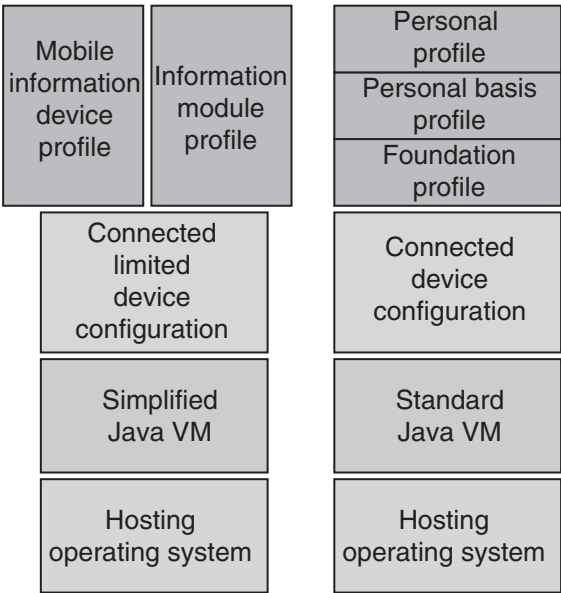 Mobile
information
device
profile
Information
module
profile
Personal
profile
Personal basis
profile
Foundation
profile
Connected
limited
device
configuration
Connected
device
configuration
Simplified
Java VM
Standard
Java VM
Hosting
operating system
Hosting
operating system